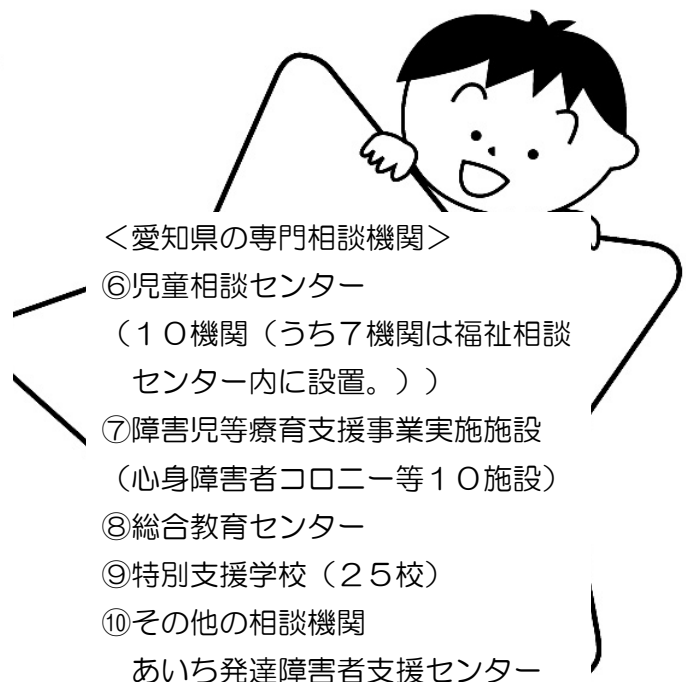 ＜愛知県の専門相談機関＞
⑥児童相談センター
（１０機関（うち７機関は福祉相談
　センター内に設置。））
⑦障害児等療育支援事業実施施設
（心身障害者コロニー等１０施設）
⑧総合教育センター
⑨特別支援学校（２５校）
⑩その他の相談機関
　あいち発達障害者支援センター